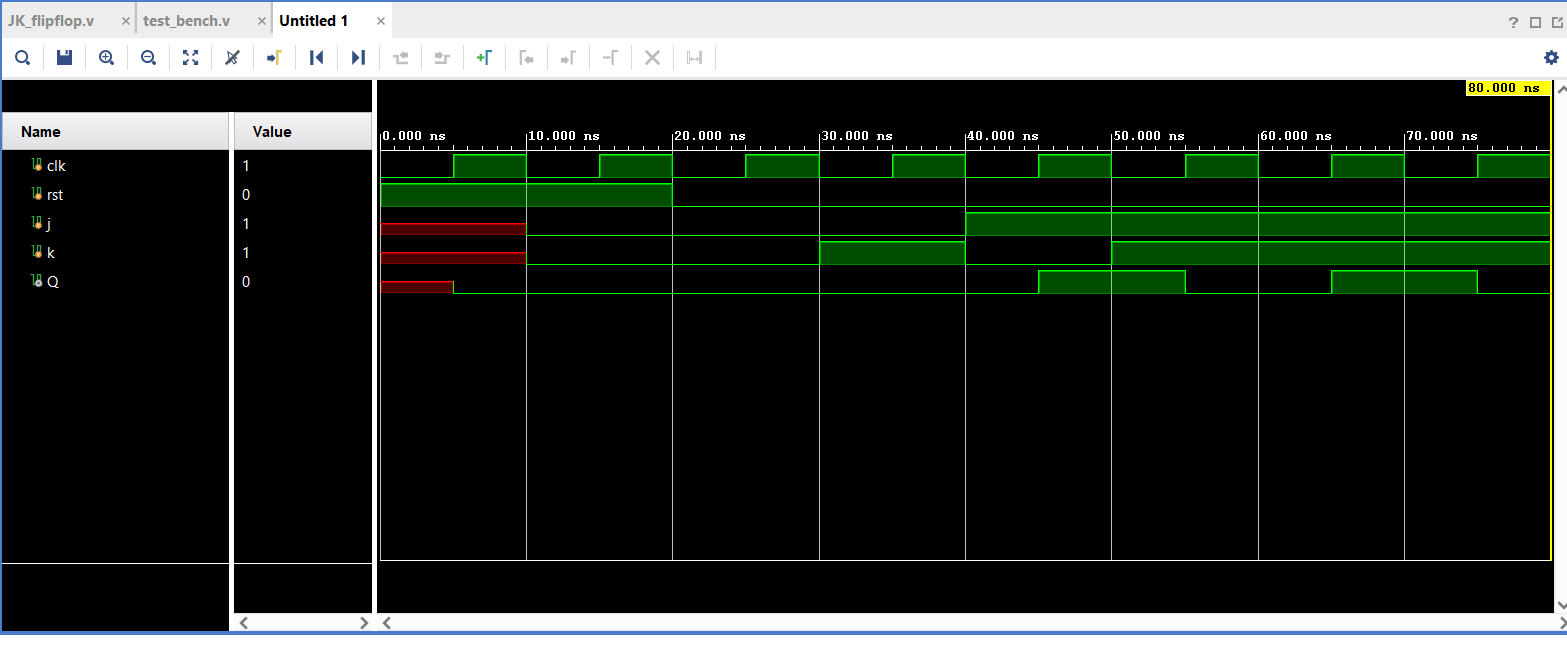 JK_flipflop.v × test_bench.v × Untitled 1 ×
?
80.000 ns
Name Value
0.000 ns 10.000 ns 20.000 ns 30.000 ns 40.000 ns 50.000 ns 60.000 ns 70.000 ns
clk 1
rst 0
j 1
k 1
Q 0